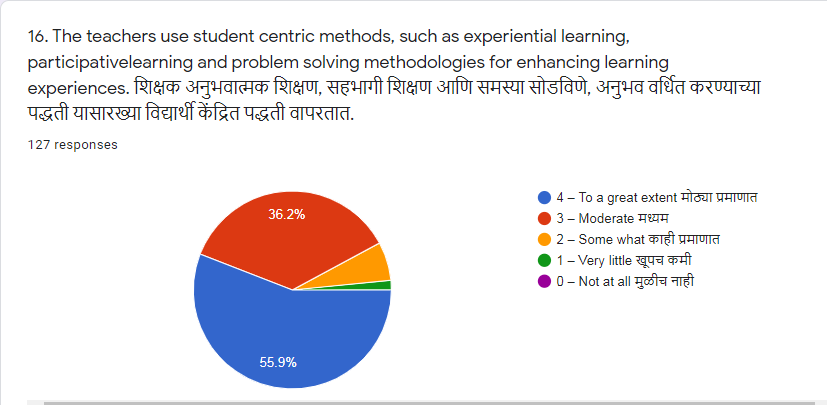 16. The teachers use student centric methods, such as experiential learning,
participativelearning and problem solving methodologies for enhancing learning
experiences. शिक्षक अनुभवात्मक शिक्षण, सहभागी शिक्षण आणि समस्या सोडविणे, अनुभव वर्धित करण्याच्या
पद्धती यासारख्या विद्यार्थी केंद्रित पद्धती वापरतात.
127 responses
36.2%
55.9%
4 – To a great extent मोठ्या प्रमाणात
3 – Moderate मध्यम
2 – Some what काही प्रमाणात
1 – Very little खूपच कमी
0 – Not at all मुळीच नाही